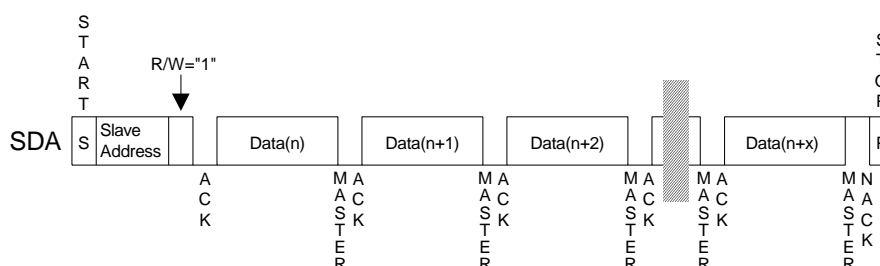 START
R/W="1"
SDA
S
Slave
Address
Data(n)
Data(n+1)
Data(n+2)
Data(n+x)
ACK
MASTER
ACK
MASTER
ACK
MASTER
ACK
MASTER
ACK
MASTER
NACK